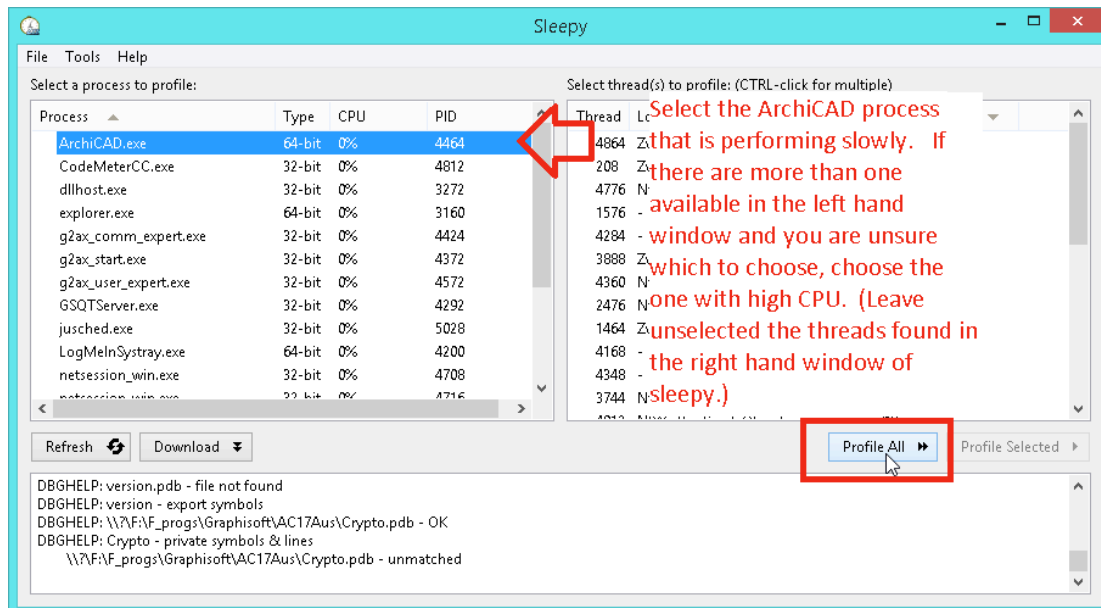 Sleepy
File Tools Help
Select a process to profile:
Select thread(s) to profile: (CTRL-click for multiple)
Process Type CPU PID
ArchiCAD.exe 64-bit 0% 4464
CodeMeterCC.exe 32-bit 0% 4812
dllhost.exe 32-bit 0% 3272
explorer.exe 64-bit 0% 3160
g2ax_comm_expert.exe 32-bit 0% 4424
g2ax_start.exe 32-bit 0% 4372
g2ax_user_expert.exe 32-bit 0% 4572
GSQTServer.exe 32-bit 0% 4292
jusched.exe 32-bit 0% 5028
LogMeInSystray.exe 64-bit 0% 4200
netsession_win.exe 32-bit 0% 4708
netsession_win.exe 32-bit 0% 4716
Thread
4864
208
4776
1576 -
4284 -
3888
4360
2476
1464
4168 -
4348 -
3744
Select the ArchiCAD process
that is performing slowly. If
there are more than one
available in the left hand
window and you are unsure
which to choose, choose the
one with high CPU. (Leave
unselected the threads found in
the right hand window of
sleepy.)
Refresh Download
Profile All Profile Selected
DBGHELP: version.pdb - file not found
DBGHELP: version - export symbols
DBGHELP: \\?\F:\F_progs\Graphisoft\AC17Aus\Crypto.pdb - OK
DBGHELP: Crypto - private symbols & lines
\\?\F:\F_progs\Graphisoft\AC17Aus\Crypto.pdb - unmatched